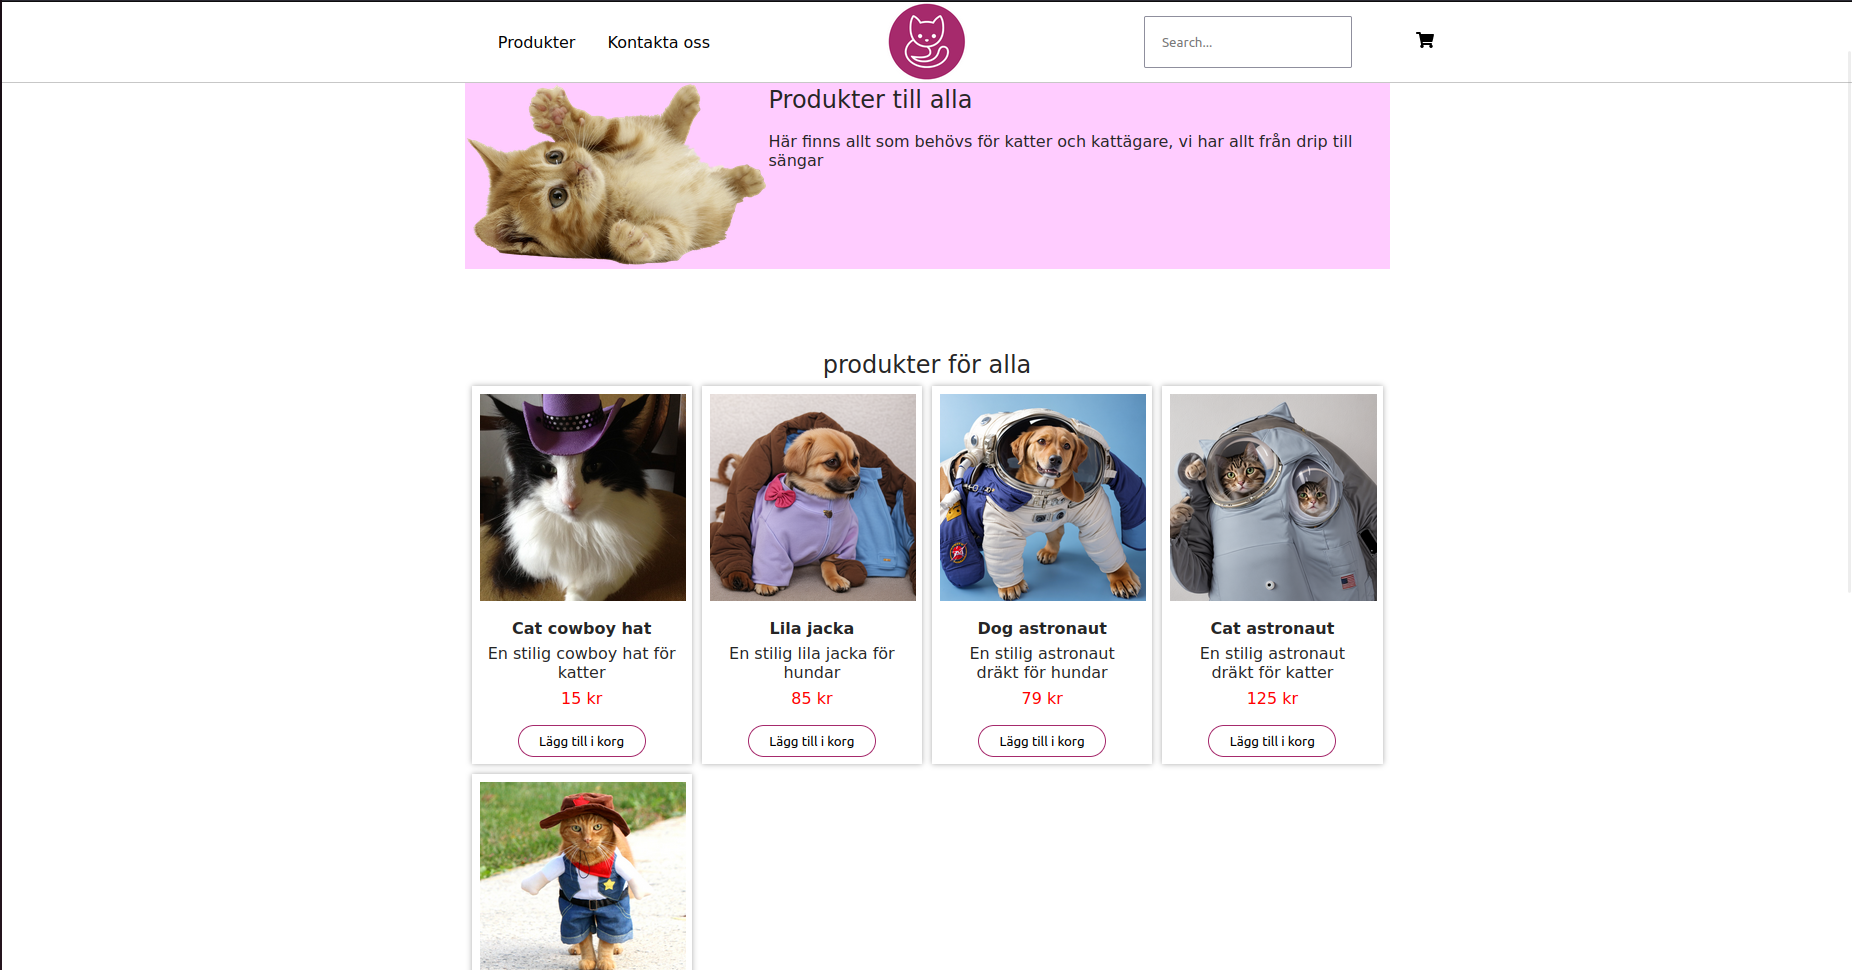 Produkter
Kontakta oss
Search...
Produkter till alla
Här finns allt som behövs för katter och kattägare, vi har allt från drip till
sängar
produkter för alla
Cat cowboy hat
En stilig cowboy hat för
katter
15 kr
Lägg till i korg
Lila jacka
En stilig lila jacka för
hundar
85 kr
Lägg till i korg
Dog astronaut
En stilig astronaut
dräkt för hundar
79 kr
Lägg till i korg
Cat astronaut
En stilig astronaut
dräkt för katter
125 kr
Lägg till i korg